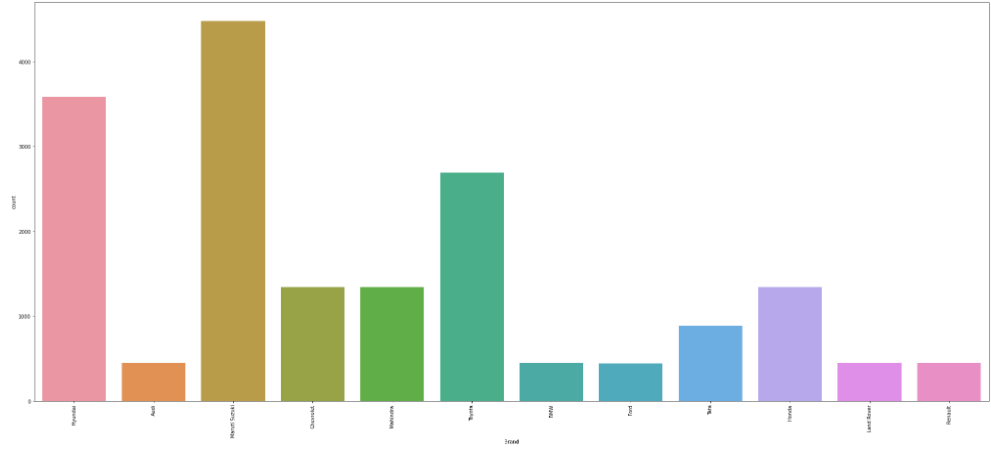 4000
3000
2000
1000
0
count
Hyundai
Audi
Maruti Suzuki
Chevrolet
Mahindra
Toyota
BMW
Ford
Tata
Honda
Land Rover
Renault
Brand